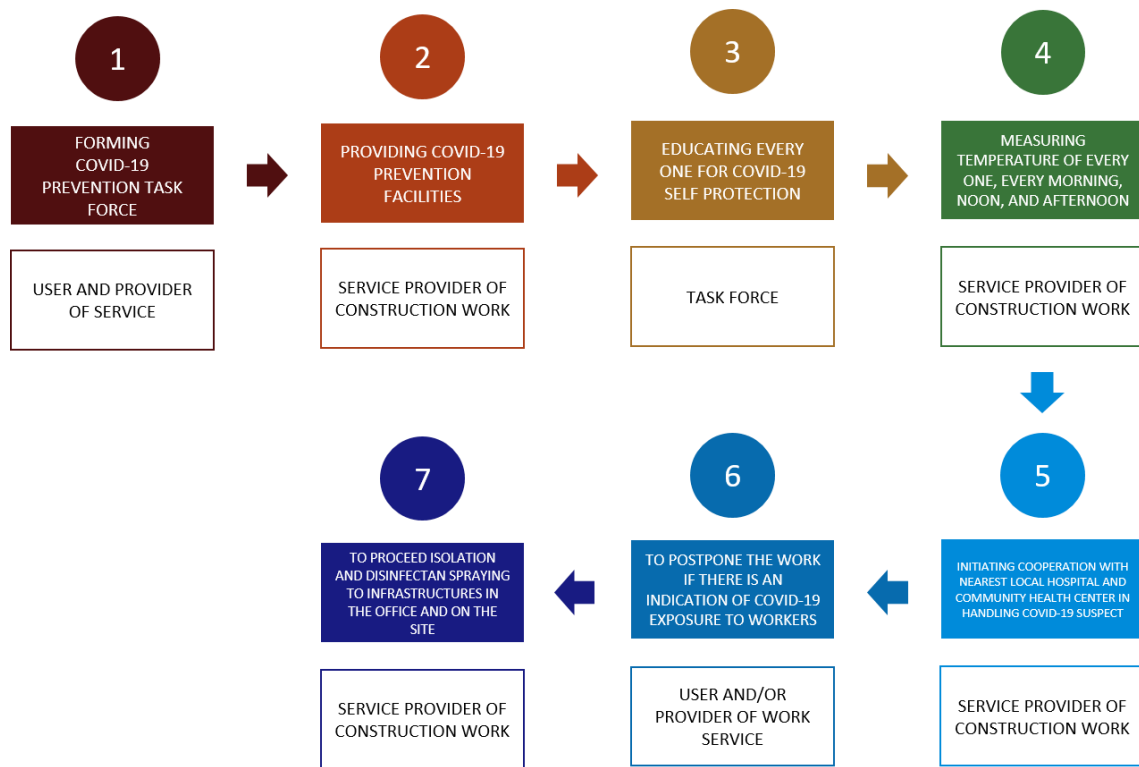 1
FORMING
COVID-19
PREVENTION TASK
FORCE
USER AND PROVIDER
OF SERVICE
2
PROVIDING COVID-19
PREVENTION
FACILITIES
SERVICE PROVIDER OF
CONSTRUCTION WORK
3
EDUCATING EVERY
ONE FOR COVID-19
SELF PROTECTION
TASK FORCE
4
MEASURING
TEMPERATURE OF EVERY
ONE, EVERY MORNING,
NOON, AND AFTERNOON
SERVICE PROVIDER OF
CONSTRUCTION WORK
5
INITIATING COOPERATION WITH
NEAREST LOCAL HOSPITAL AND
COMMUNITY HEALTH CENTER IN
HANDLING COVID-19 SUSPECT
SERVICE PROVIDER OF
CONSTRUCTION WORK
6
TO POSTPONE THE WORK
IF THERE IS AN
INDICATION OF COVID-19
EXPOSURE TO WORKERS
USER AND/OR
PROVIDER OF WORK
SERVICE
7
TO PROCEED ISOLATION
AND DISINFECTAN SPRAYING
TO INFRASTRUCTURES IN
THE OFFICE AND ON THE
SITE
SERVICE PROVIDER OF
CONSTRUCTION WORK